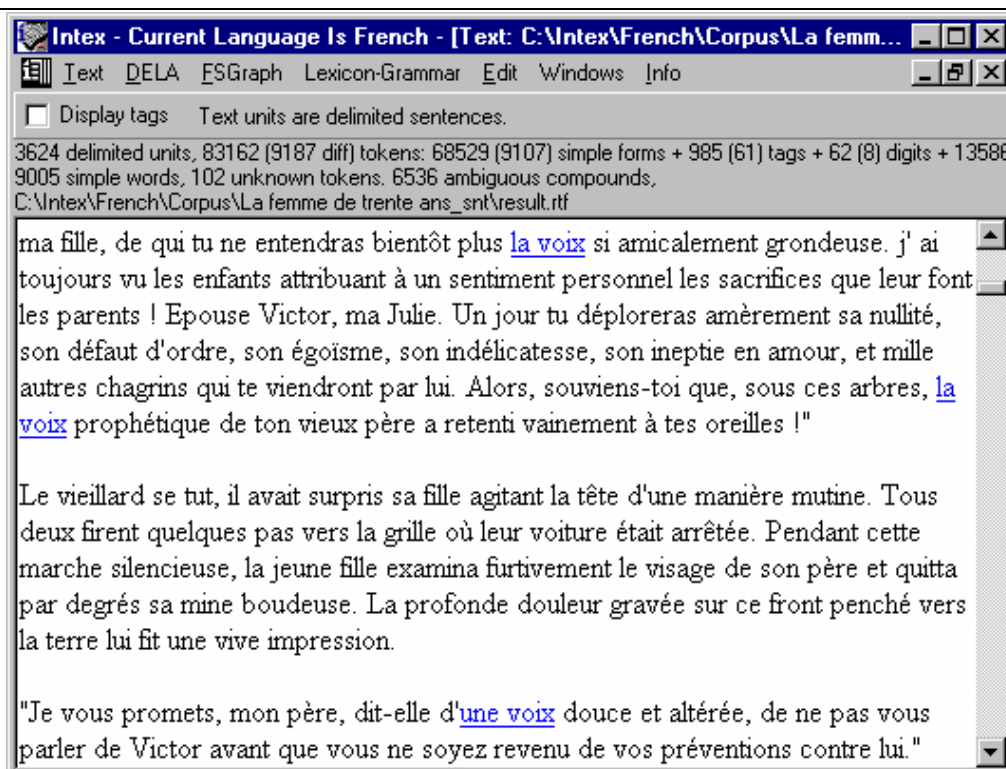 Intex - Current Language Is French - [Text: C:\Intex\French\Corpus\La femm...
Text DELA FSGraph Lexicon-Grammar Edit Windows Info
Display tags Text units are delimited sentences.
3624 delimited units, 83162 (9187 diff) tokens: 68529 (9107) simple forms + 985 (61) tags + 62 (8) digits + 13586
9005 simple words, 102 unknown tokens. 6536 ambiguous compounds,
C:\Intex\French\Corpus\La femme de trente ans_snt\result.rtf
ma fille, de qui tu ne entendras bientôt plus la voix si amicalement grondeuse. j' ai
toujours vu les enfants attribuant à un sentiment personnel les sacrifices que leur font
les parents ! Epouse Victor, ma Julie. Un jour tu déploreras amèrement sa nullité,
son défaut d'ordre, son égoïsme, son indélicatesse, son ineptie en amour, et mille
autres chagrins qui te viendront par lui. Alors, souviens-toi que, sous ces arbres, la
voix prophétique de ton vieux père a retenti vainement à tes oreilles !"
Le vieillard se tut, il avait surpris sa fille agitant la tête d'une manière mutine. Tous
deux firent quelques pas vers la grille où leur voiture était arrêtée. Pendant cette
marche silencieuse, la jeune fille examina furtivement le visage de son père et quitta
par degrés sa mine boudeuse. La profonde douleur gravée sur ce front penché vers
la terre lui fit une vive impression.
"Je vous promets, mon père, dit-elle d'une voix douce et altérée, de ne pas vous
parler de Victor avant que vous ne soyez revenu de vos préventions contre lui."